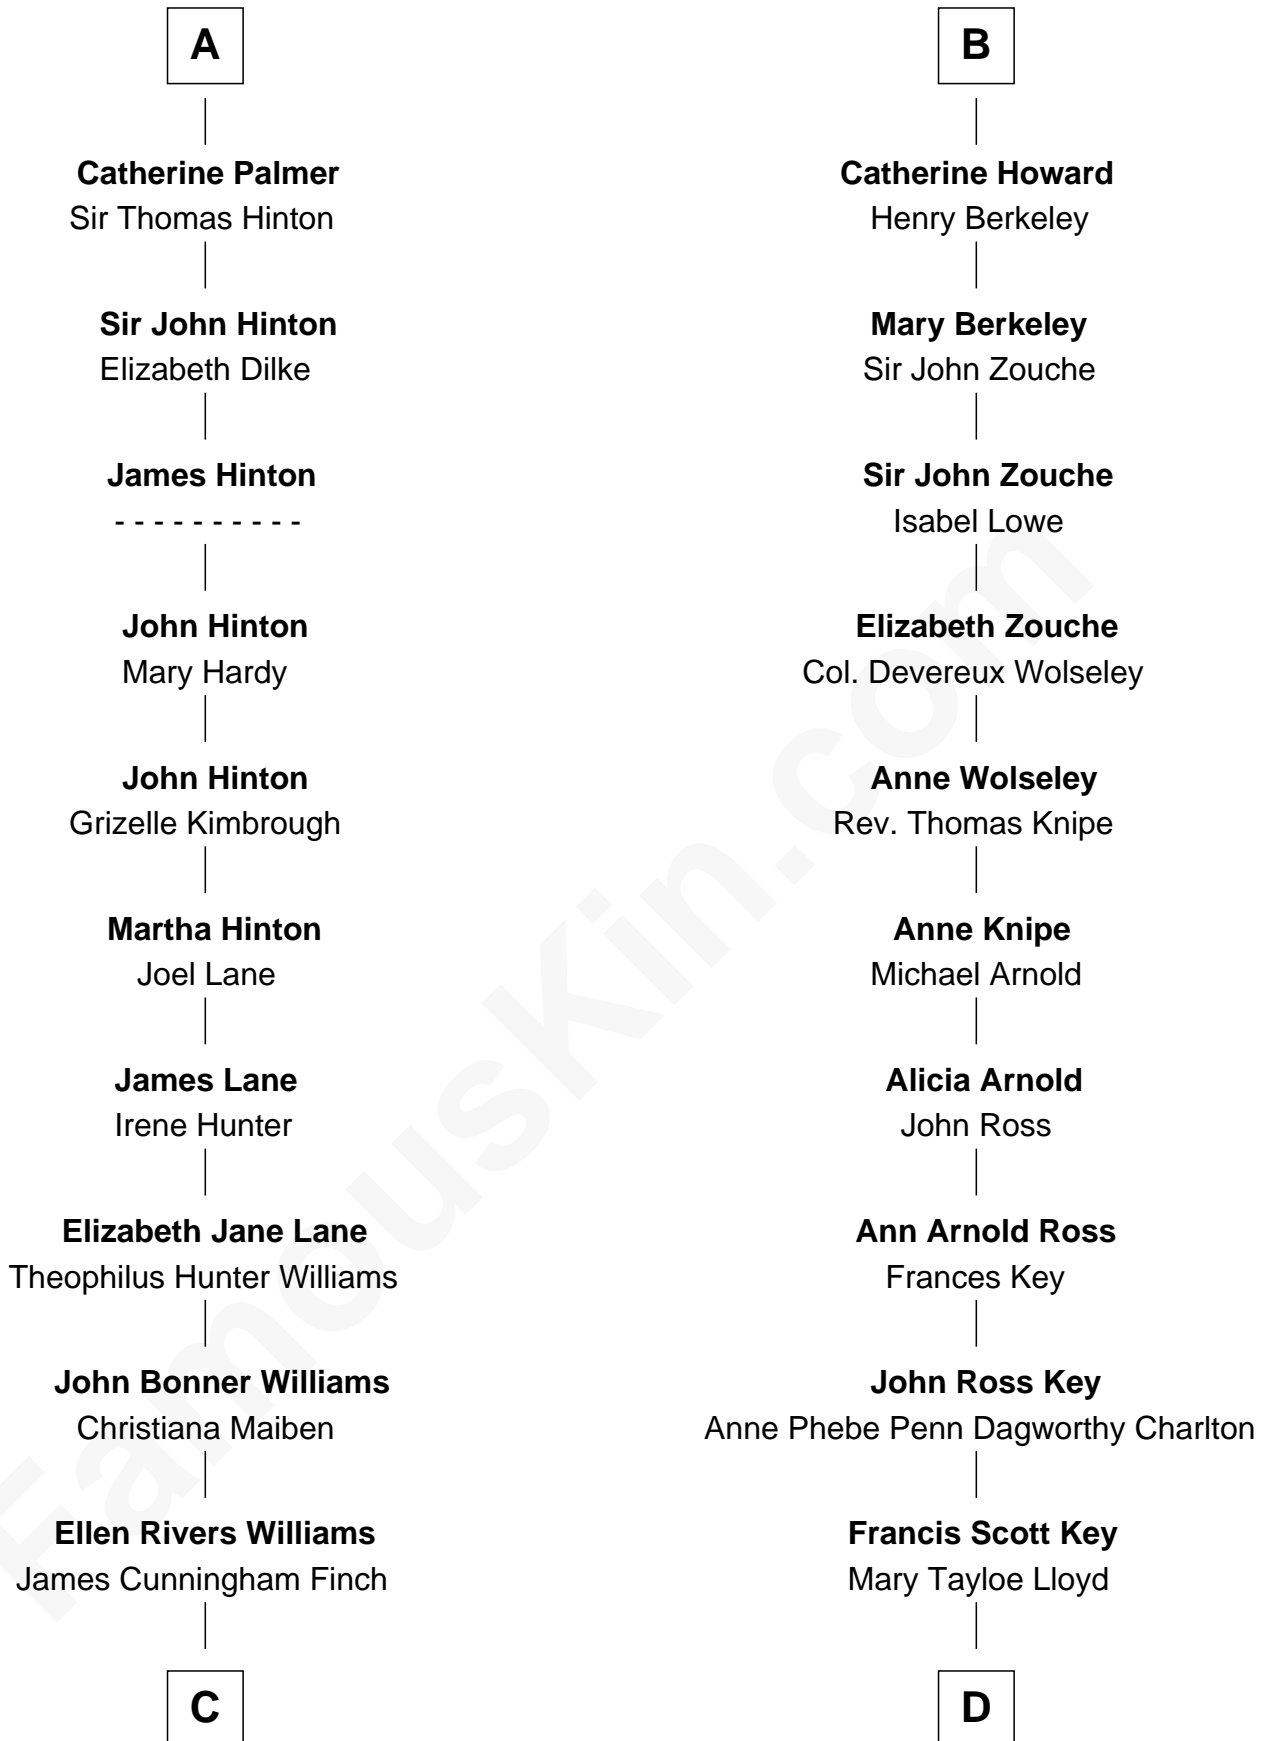 A
Catherine Palmer
Sir Thomas Hinton
Sir John Hinton
Elizabeth Dilke
James Hinton
- - - - - - - - - -
John Hinton
Mary Hardy
John Hinton
Grizelle Kimbrough
Martha Hinton
Joel Lane
James Lane
Irene Hunter
Elizabeth Jane Lane
Theophilus Hunter Williams
John Bonner Williams
Christiana Maiben
Ellen Rivers Williams
James Cunningham Finch
C
B
Catherine Howard
Henry Berkeley
Mary Berkeley
Sir John Zouche
Sir John Zouche
Isabel Lowe
Elizabeth Zouche
Col. Devereux Wolseley
Anne Wolseley
Rev. Thomas Knipe
Anne Knipe
Michael Arnold
Alicia Arnold
John Ross
Ann Arnold Ross
Frances Key
John Ross Key
Anne Phebe Penn Dagworthy Charlton
Francis Scott Key
Mary Tayloe Lloyd
D
FamousKin.com